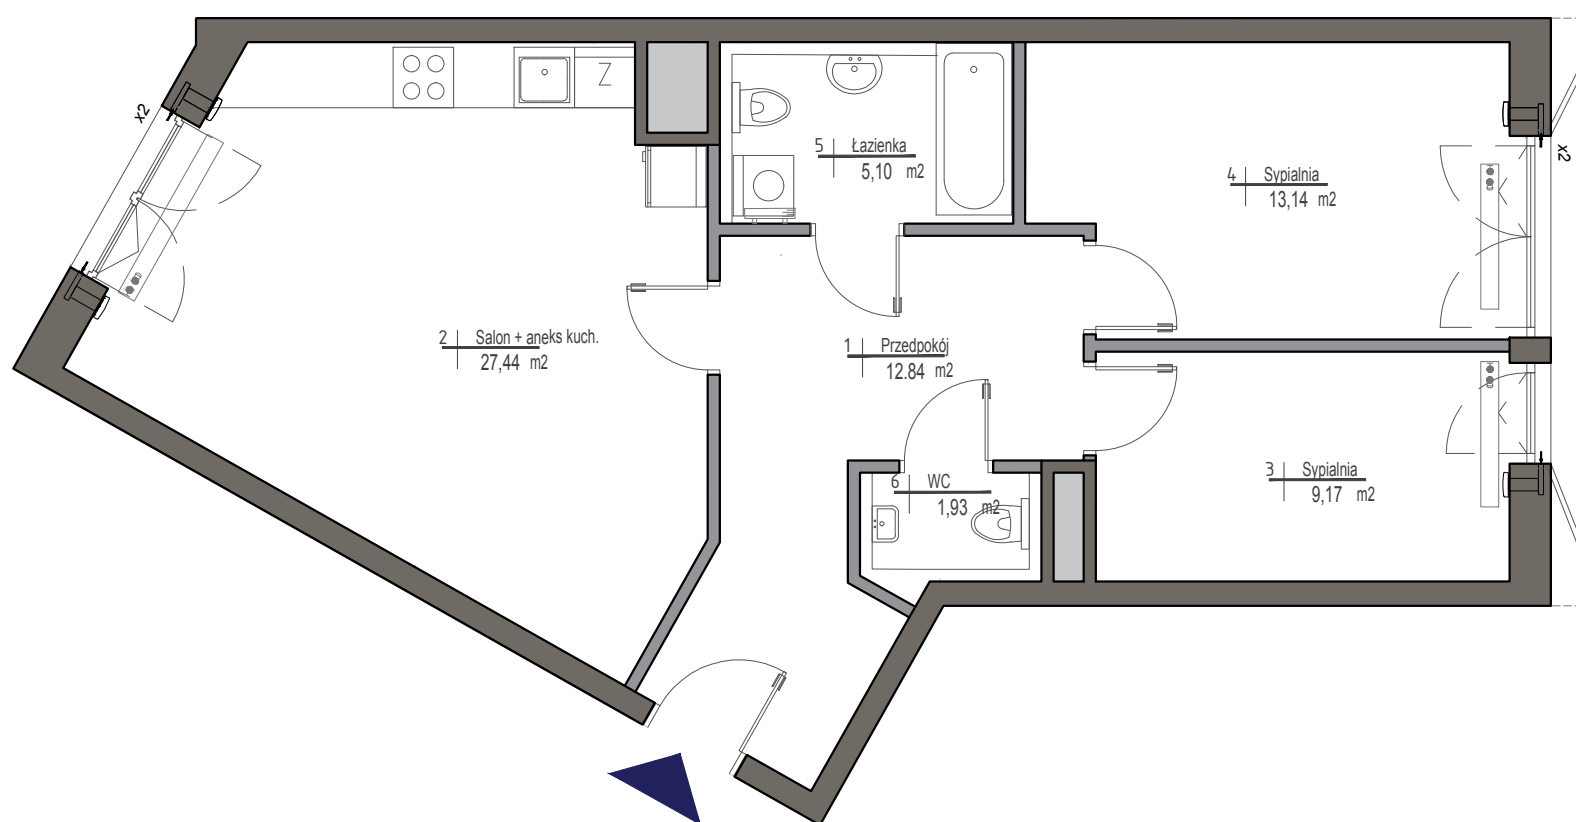 x2
Z
5 Łazienka
5,10 m2
4 Sypialnia
13,14 m2
x2
2 Salon + aneks kuch.
27,44 m2
1 Przedpokój
12.84 m2
3 Sypialnia
9,17 m2
6 WC
1,93 m2